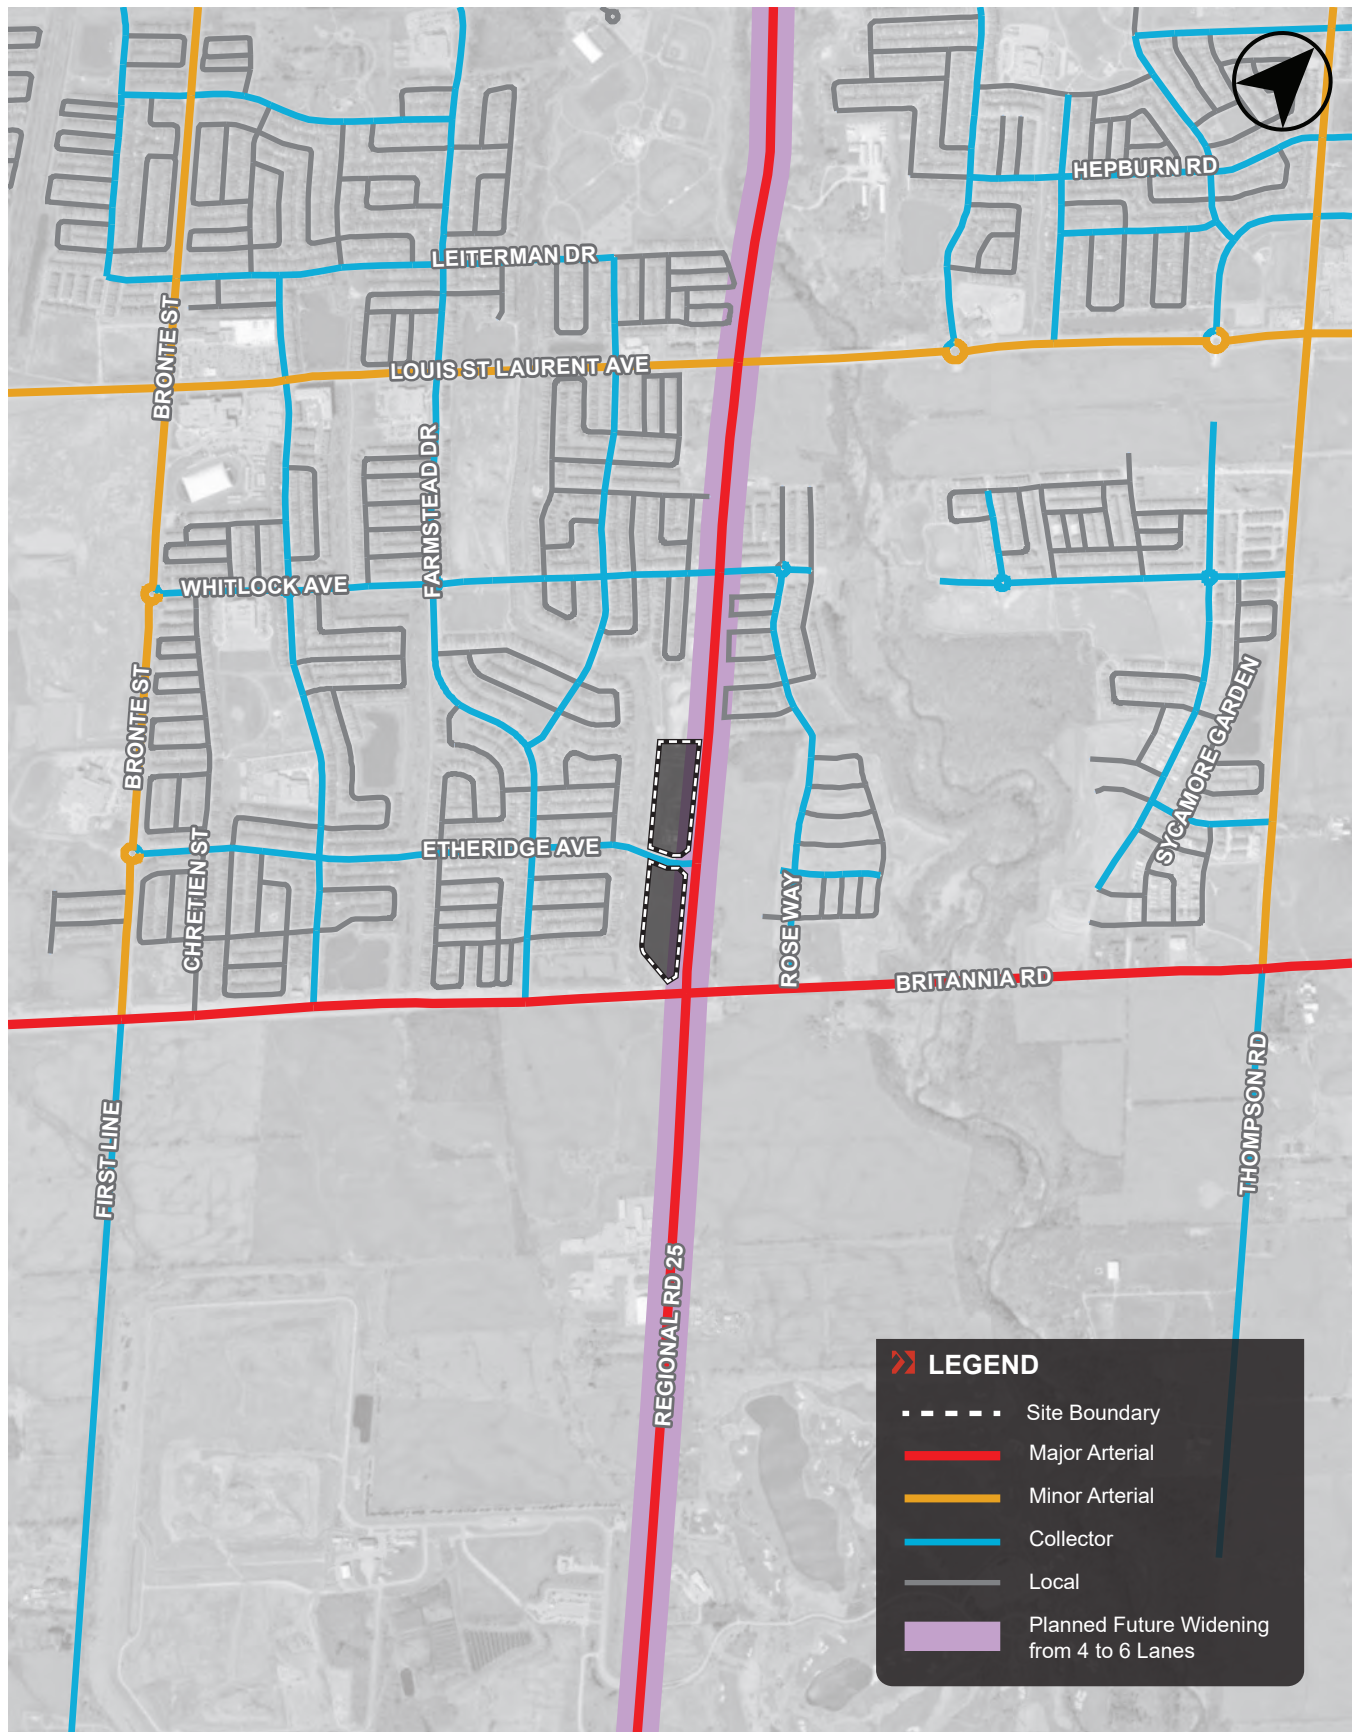 HEPBURN RD
LEITERMAN DR
BRONTE ST
LOUIS ST LAURENT AVE
FARMSTEAD DR
WHITLOCK AVE
BRONTE ST
SYCAMORE GARDEN
CHRETIEN ST
ETHERIDGE AVE
ROSE WAY
BRITANNIA RD
FIRST LINE
THOMPSON RD
REGIONAL RD 25
LEGEND
Site Boundary
Major Arterial
Minor Arterial
Collector
Local
Planned Future Widening
from 4 to 6 Lanes